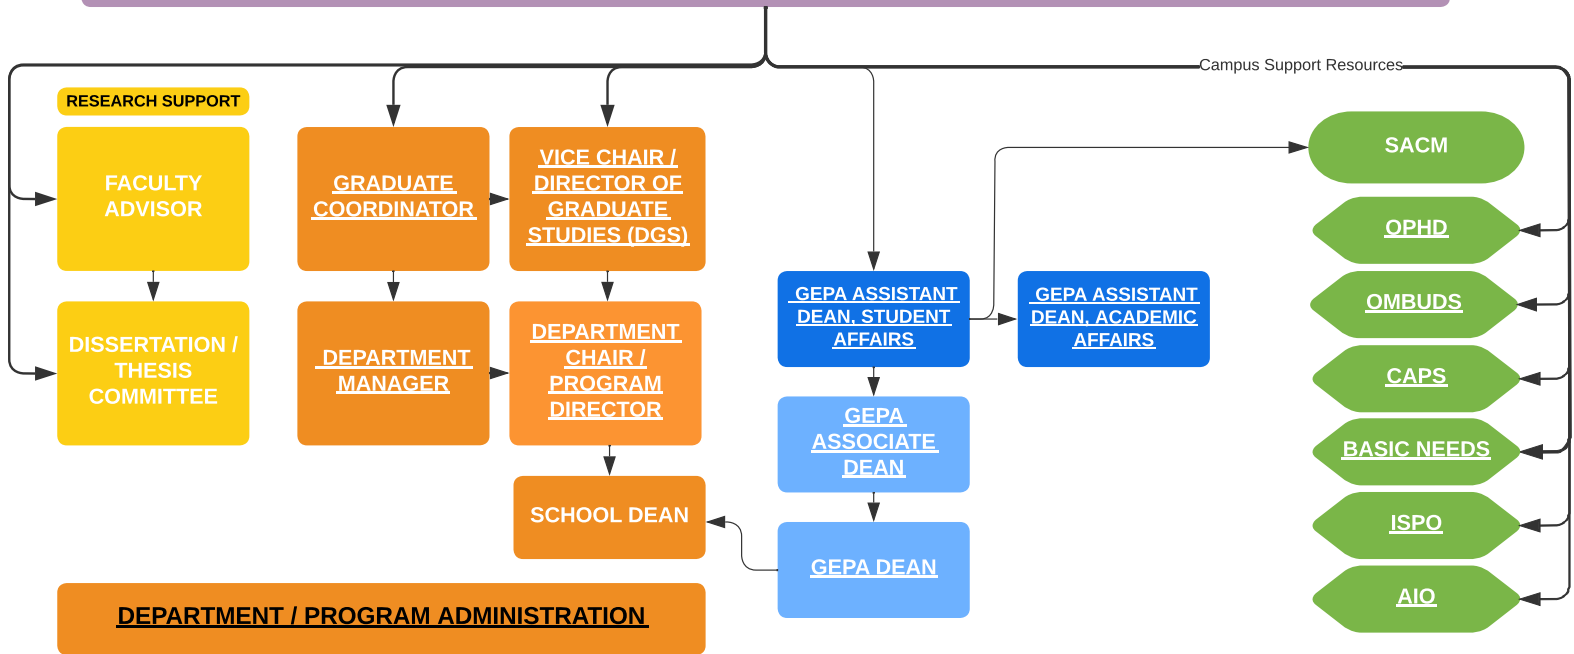 Campus Support Resources
RESEARCH SUPPORT
FACULTY
ADVISOR
DISSERTATION /
THESIS
COMMITTEE
GRADUATE
COORDINATOR
VICE CHAIR /
DIRECTOR OF
GRADUATE
STUDIES (DGS)
DEPARTMENT
MANAGER
DEPARTMENT
CHAIR /
PROGRAM
DIRECTOR
SCHOOL DEAN
DEPARTMENT / PROGRAM ADMINISTRATION
GEPA ASSISTANT
DEAN, STUDENT
AFFAIRS
GEPA ASSISTANT
DEAN, ACADEMIC
AFFAIRS
GEPA
ASSOCIATE
DEAN
GEPA DEAN
SACM
OPHD
OMBUDS
CAPS
BASIC NEEDS
ISPO
AIO